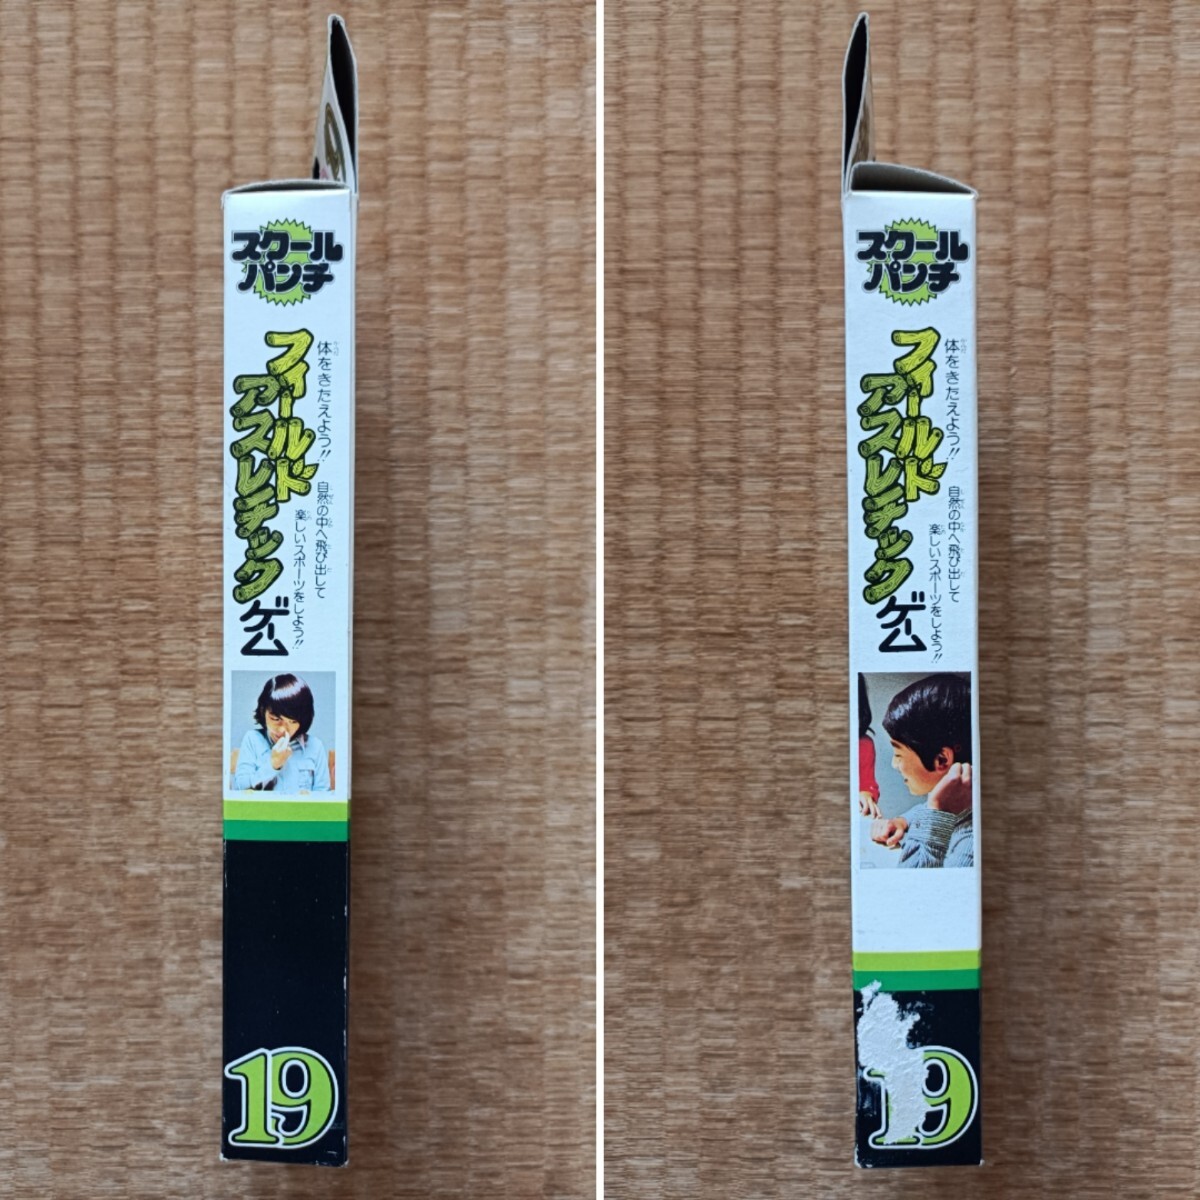 スクール
パンチ
体をきたえよう!!
フィールド
アスレチック
ゲーム
自然の中へ飛び出して
楽しいスポーツをしよう!!
19
スクール
パンチ
体をきたえよう!!
フィールド
アスレチック
ゲーム
自然の中へ飛び出して
楽しいスポーツをしよう!!
19